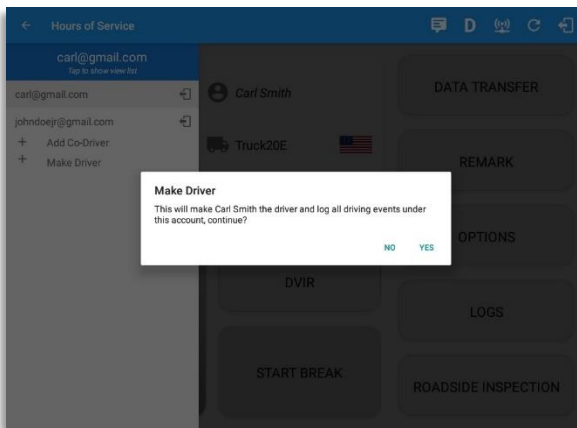 Hours of Service
D
carl@gmail.com
Tap to show view list
carl@gmail.com
johndoejr@gmail.com
+ Add Co-Driver
+ Make Driver
Carl Smith
Truck20E
DATA TRANSFER
REMARK
Make Driver
This will make Carl Smith the driver and log all driving events under
this account, continue?
NO YES
OPTIONS
DVIR
LOGS
START BREAK
ROADSIDE INSPECTION